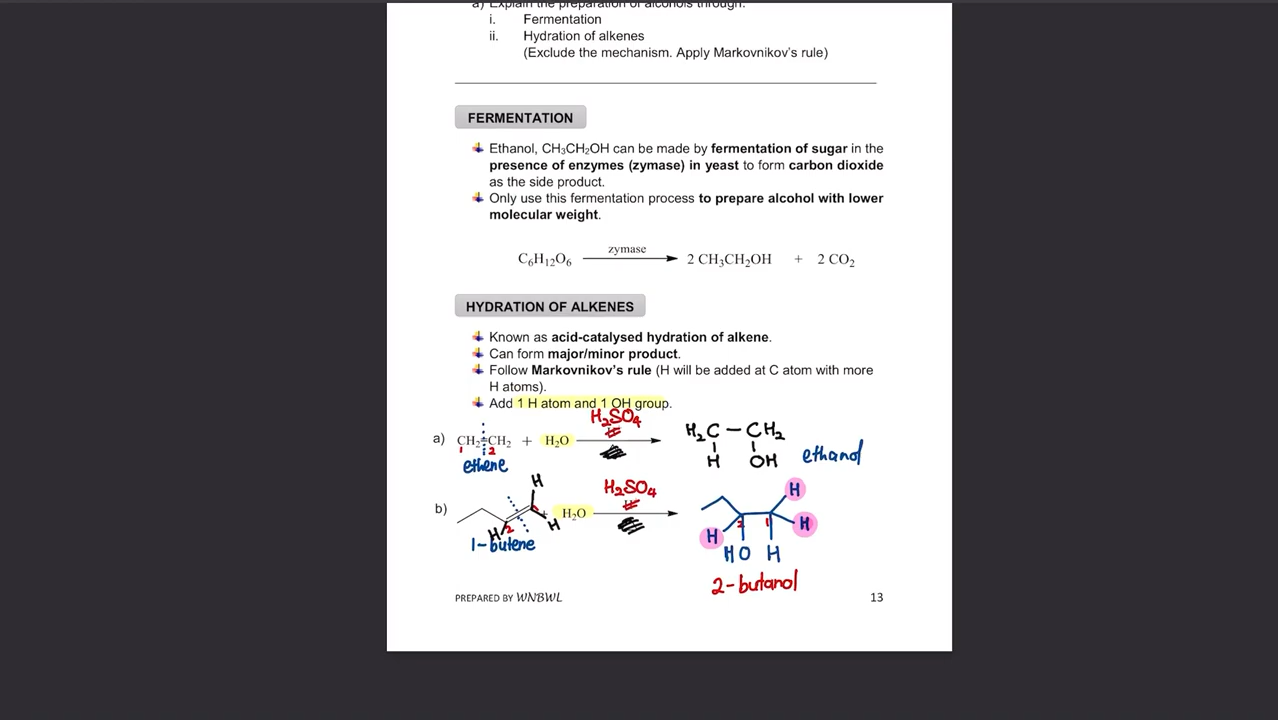 a) Explain the preparation of alcohols through:
i. Fermentation
ii. Hydration of alkenes
(Exclude the mechanism. Apply Markovnikov's rule)
FERMENTATION
Ethanol, CH₃CH₂OH can be made by fermentation of sugar in the
presence of enzymes (zymase) in yeast to form carbon dioxide
as the side product.
Only use this fermentation process to prepare alcohol with lower
molecular weight.
zymase
C₆H₁₂O₆ 2 CH₃CH₂OH + 2 CO₂
HYDRATION OF ALKENES
Known as acid-catalysed hydration of alkene.
Can form major/minor product.
Follow Markovnikov's rule (H will be added at C atom with more
H atoms).
Add 1 H atom and 1 OH group.
H₂SO₄
a) CH₂=CH₂ + H₂O H₂C – CH₂
1 2 H OH ethanol
ethene
H H₂SO₄ H
b) + H₂O H H
H 2 H 2 1
1-butene HO H
2-butanol
PREPARED BY WNBWL 13